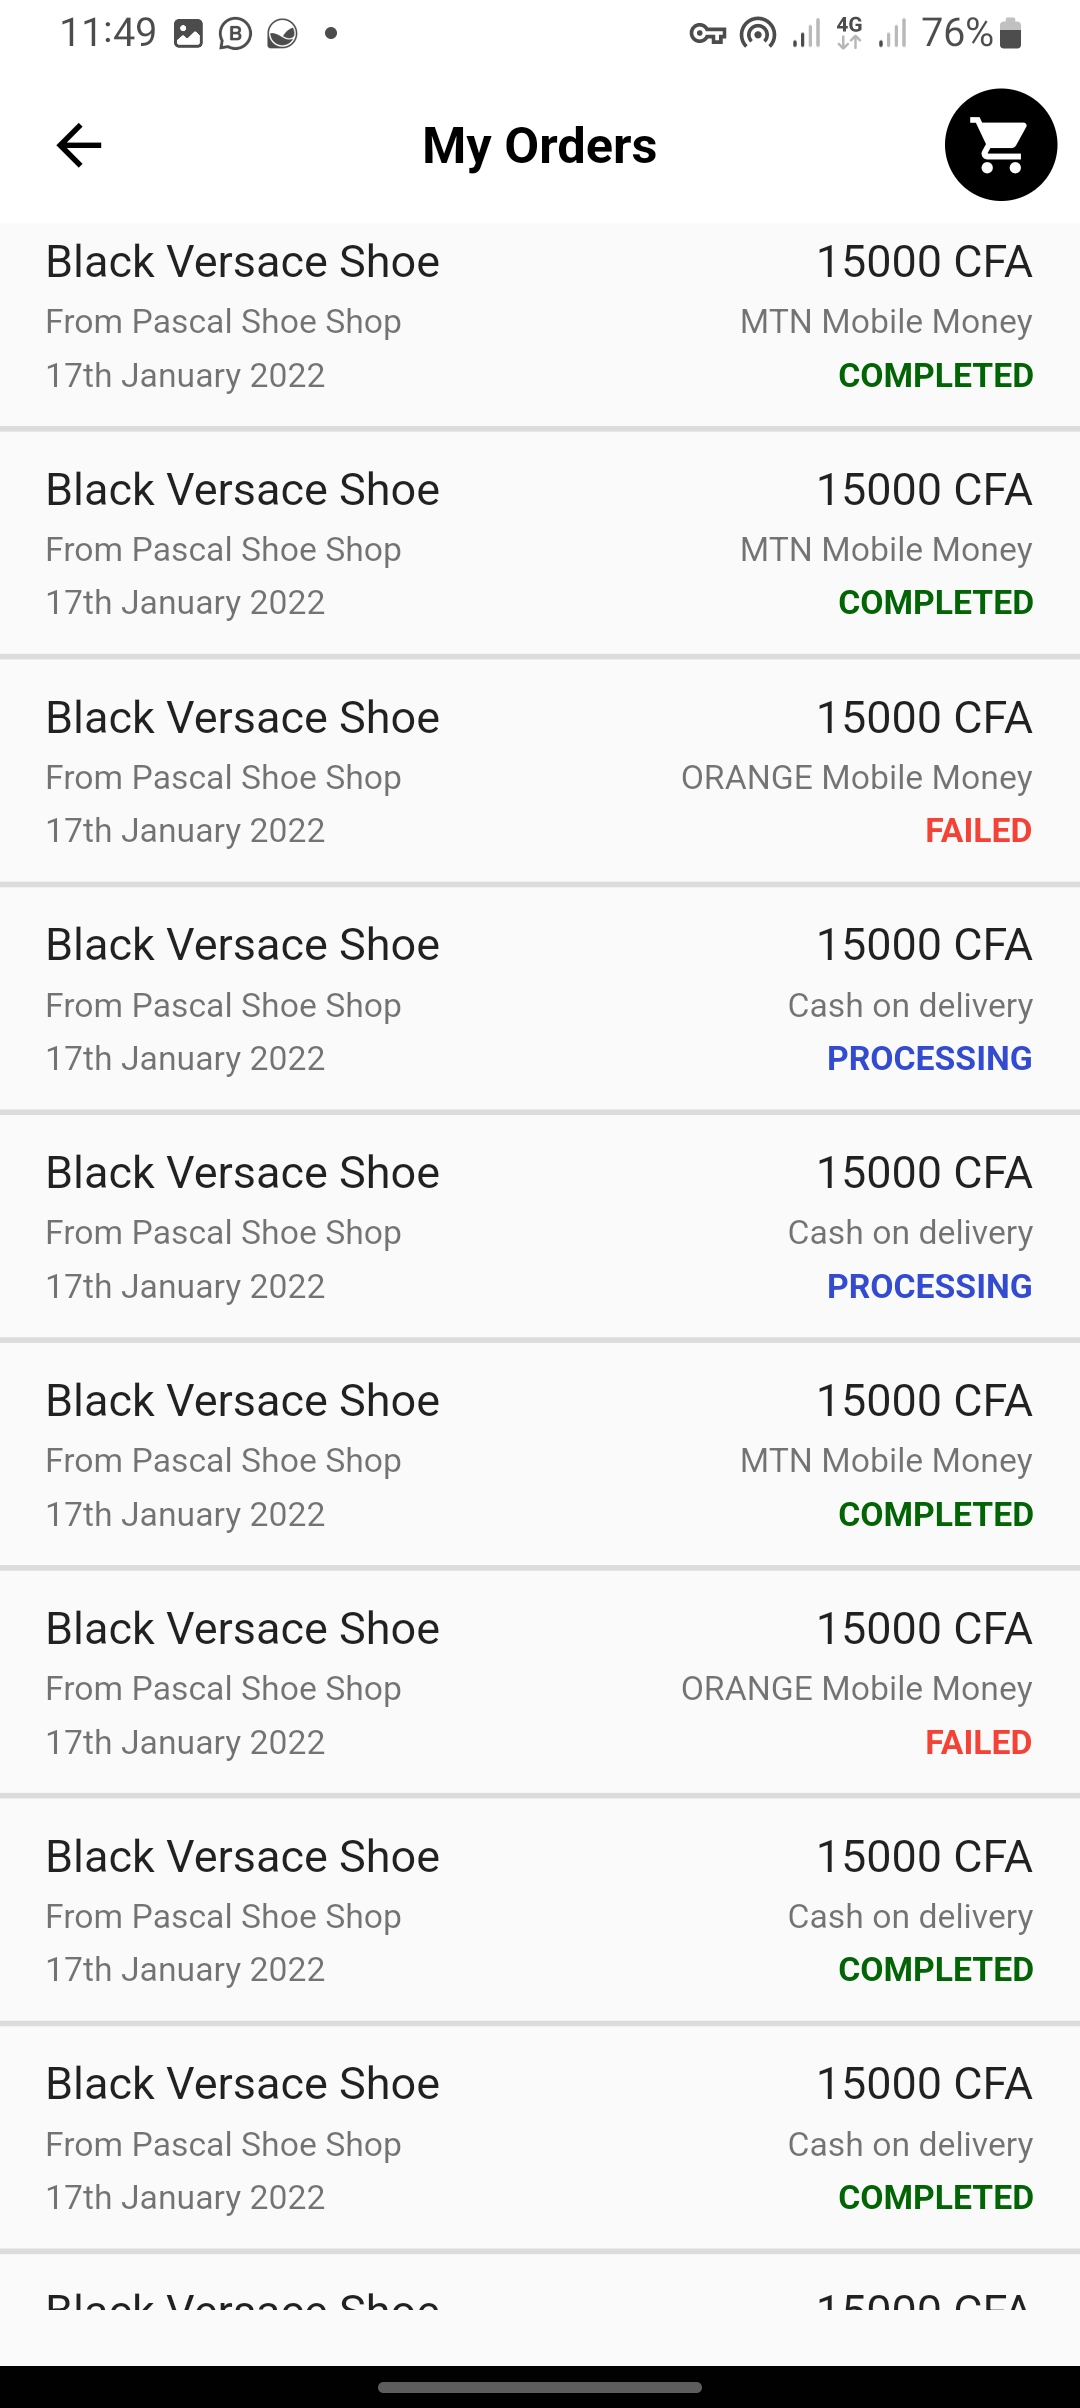 11:49 4G 76%
My Orders
Black Versace Shoe 15000 CFA
From Pascal Shoe Shop MTN Mobile Money
17th January 2022 COMPLETED
Black Versace Shoe 15000 CFA
From Pascal Shoe Shop MTN Mobile Money
17th January 2022 COMPLETED
Black Versace Shoe 15000 CFA
From Pascal Shoe Shop ORANGE Mobile Money
17th January 2022 FAILED
Black Versace Shoe 15000 CFA
From Pascal Shoe Shop Cash on delivery
17th January 2022 PROCESSING
Black Versace Shoe 15000 CFA
From Pascal Shoe Shop Cash on delivery
17th January 2022 PROCESSING
Black Versace Shoe 15000 CFA
From Pascal Shoe Shop MTN Mobile Money
17th January 2022 COMPLETED
Black Versace Shoe 15000 CFA
From Pascal Shoe Shop ORANGE Mobile Money
17th January 2022 FAILED
Black Versace Shoe 15000 CFA
From Pascal Shoe Shop Cash on delivery
17th January 2022 COMPLETED
Black Versace Shoe 15000 CFA
From Pascal Shoe Shop Cash on delivery
17th January 2022 COMPLETED
Black Versace Shoe 15000 CFA